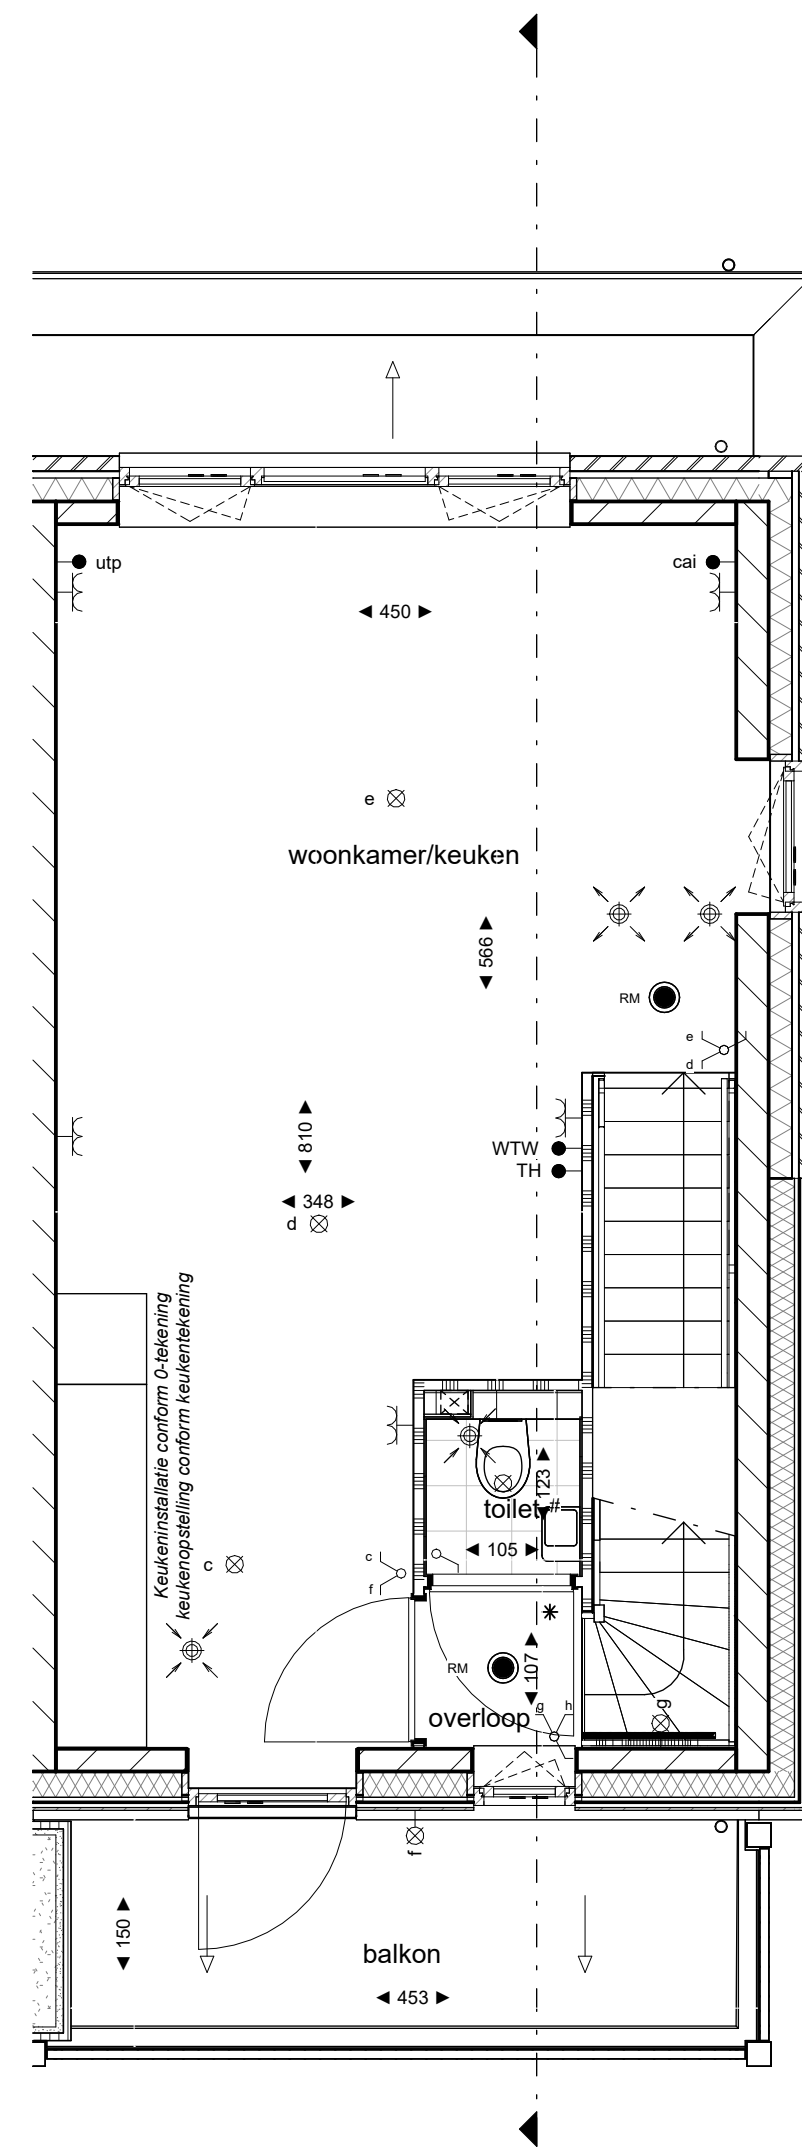 utp
cai
◄ 450 ►
e
woonkamer/keuken
◄ 566 ►
RM
e
d
◄ 810 ►
WTW
TH
◄ 348 ►
d
Keukeninstallatie conform 0-tekening
keukenopstelling conform keukentekening
x
◄ 123 ►
toilet #
◄ 105 ►
c
c
f
RM
◄ 107 ►
g
h
g
overloop
f
◄ 150 ►
balkon
◄ 453 ►